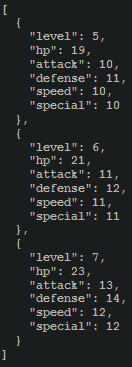 [
  {
    "level": 5,
    "hp": 19,
    "attack": 10,
    "defense": 11,
    "speed": 10,
    "special": 10
  },
  {
    "level": 6,
    "hp": 21,
    "attack": 11,
    "defense": 12,
    "speed": 11,
    "special": 11
  },
  {
    "level": 7,
    "hp": 23,
    "attack": 13,
    "defense": 14,
    "speed": 12,
    "special": 12
  }
]